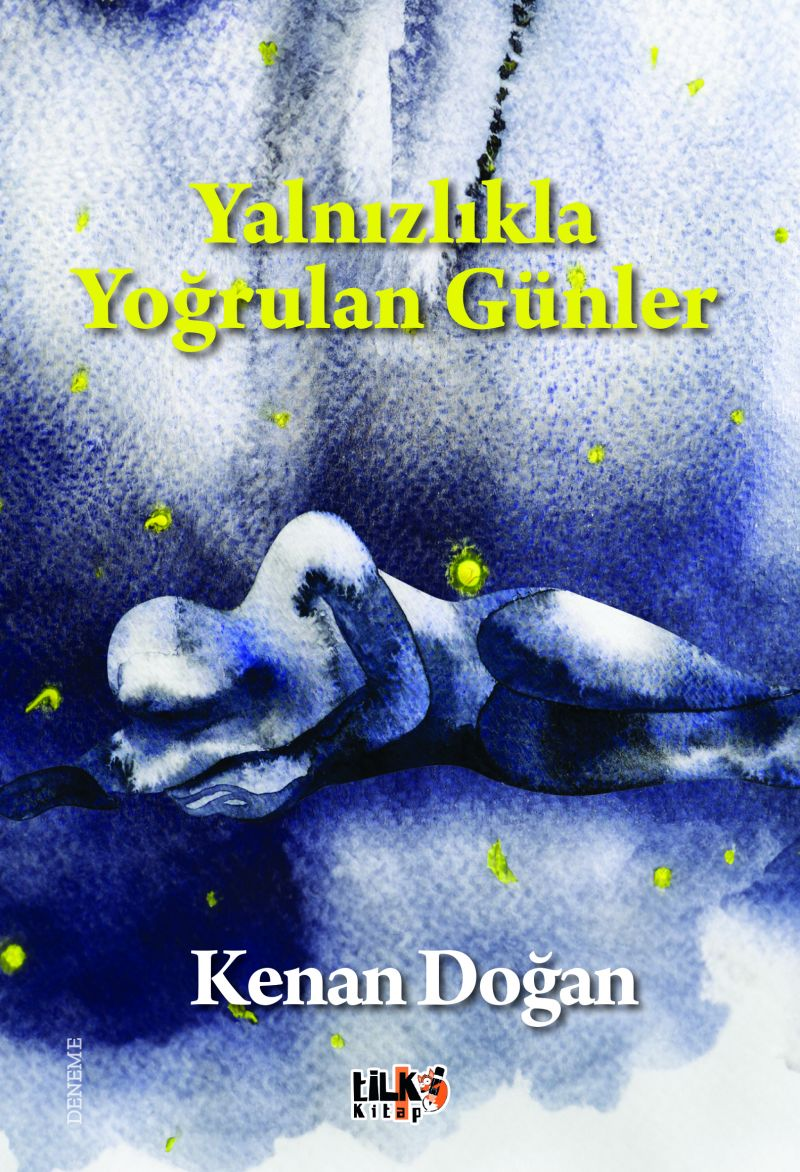 Yalnızlıkla
Yoğrulan Günler
Kenan Doğan
DENEME
tiLKi
Kitap